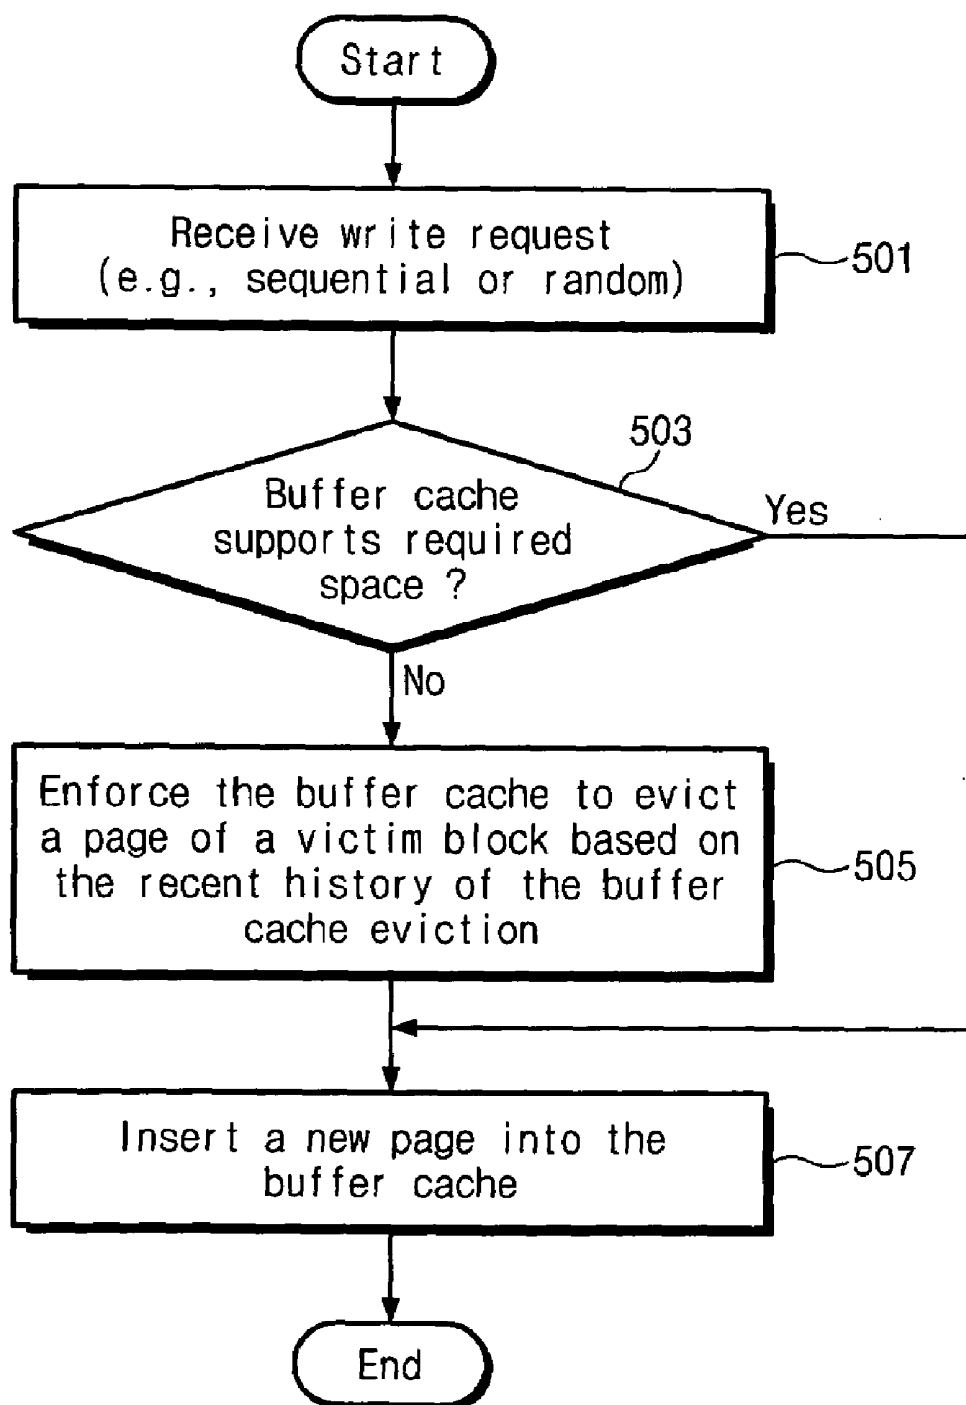 Start
Receive write request
(e.g., sequential or random)
501
503
Buffer cache
supports required
space ?
Yes
No
Enforce the buffer cache to evict
a page of a victim block based on
the recent history of the buffer
cache eviction
505
Insert a new page into the
buffer cache
507
End